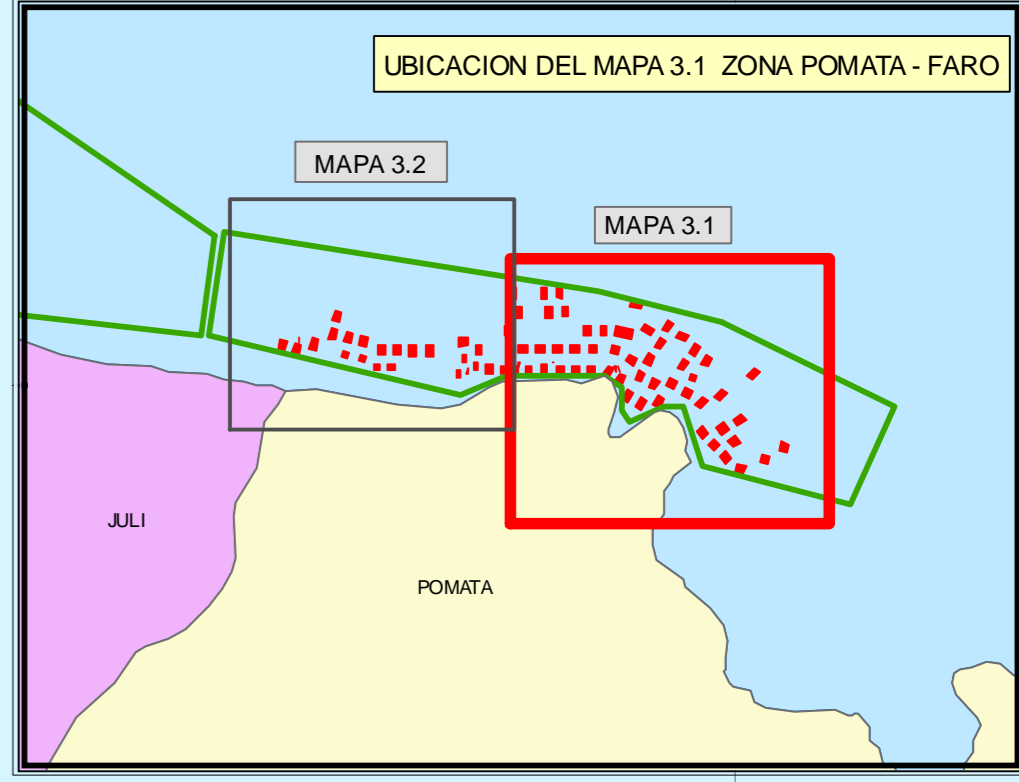 UBICACION DEL MAPA 3.1 ZONA POMATA - FARO
MAPA 3.2
MAPA 3.1
JULI
POMATA